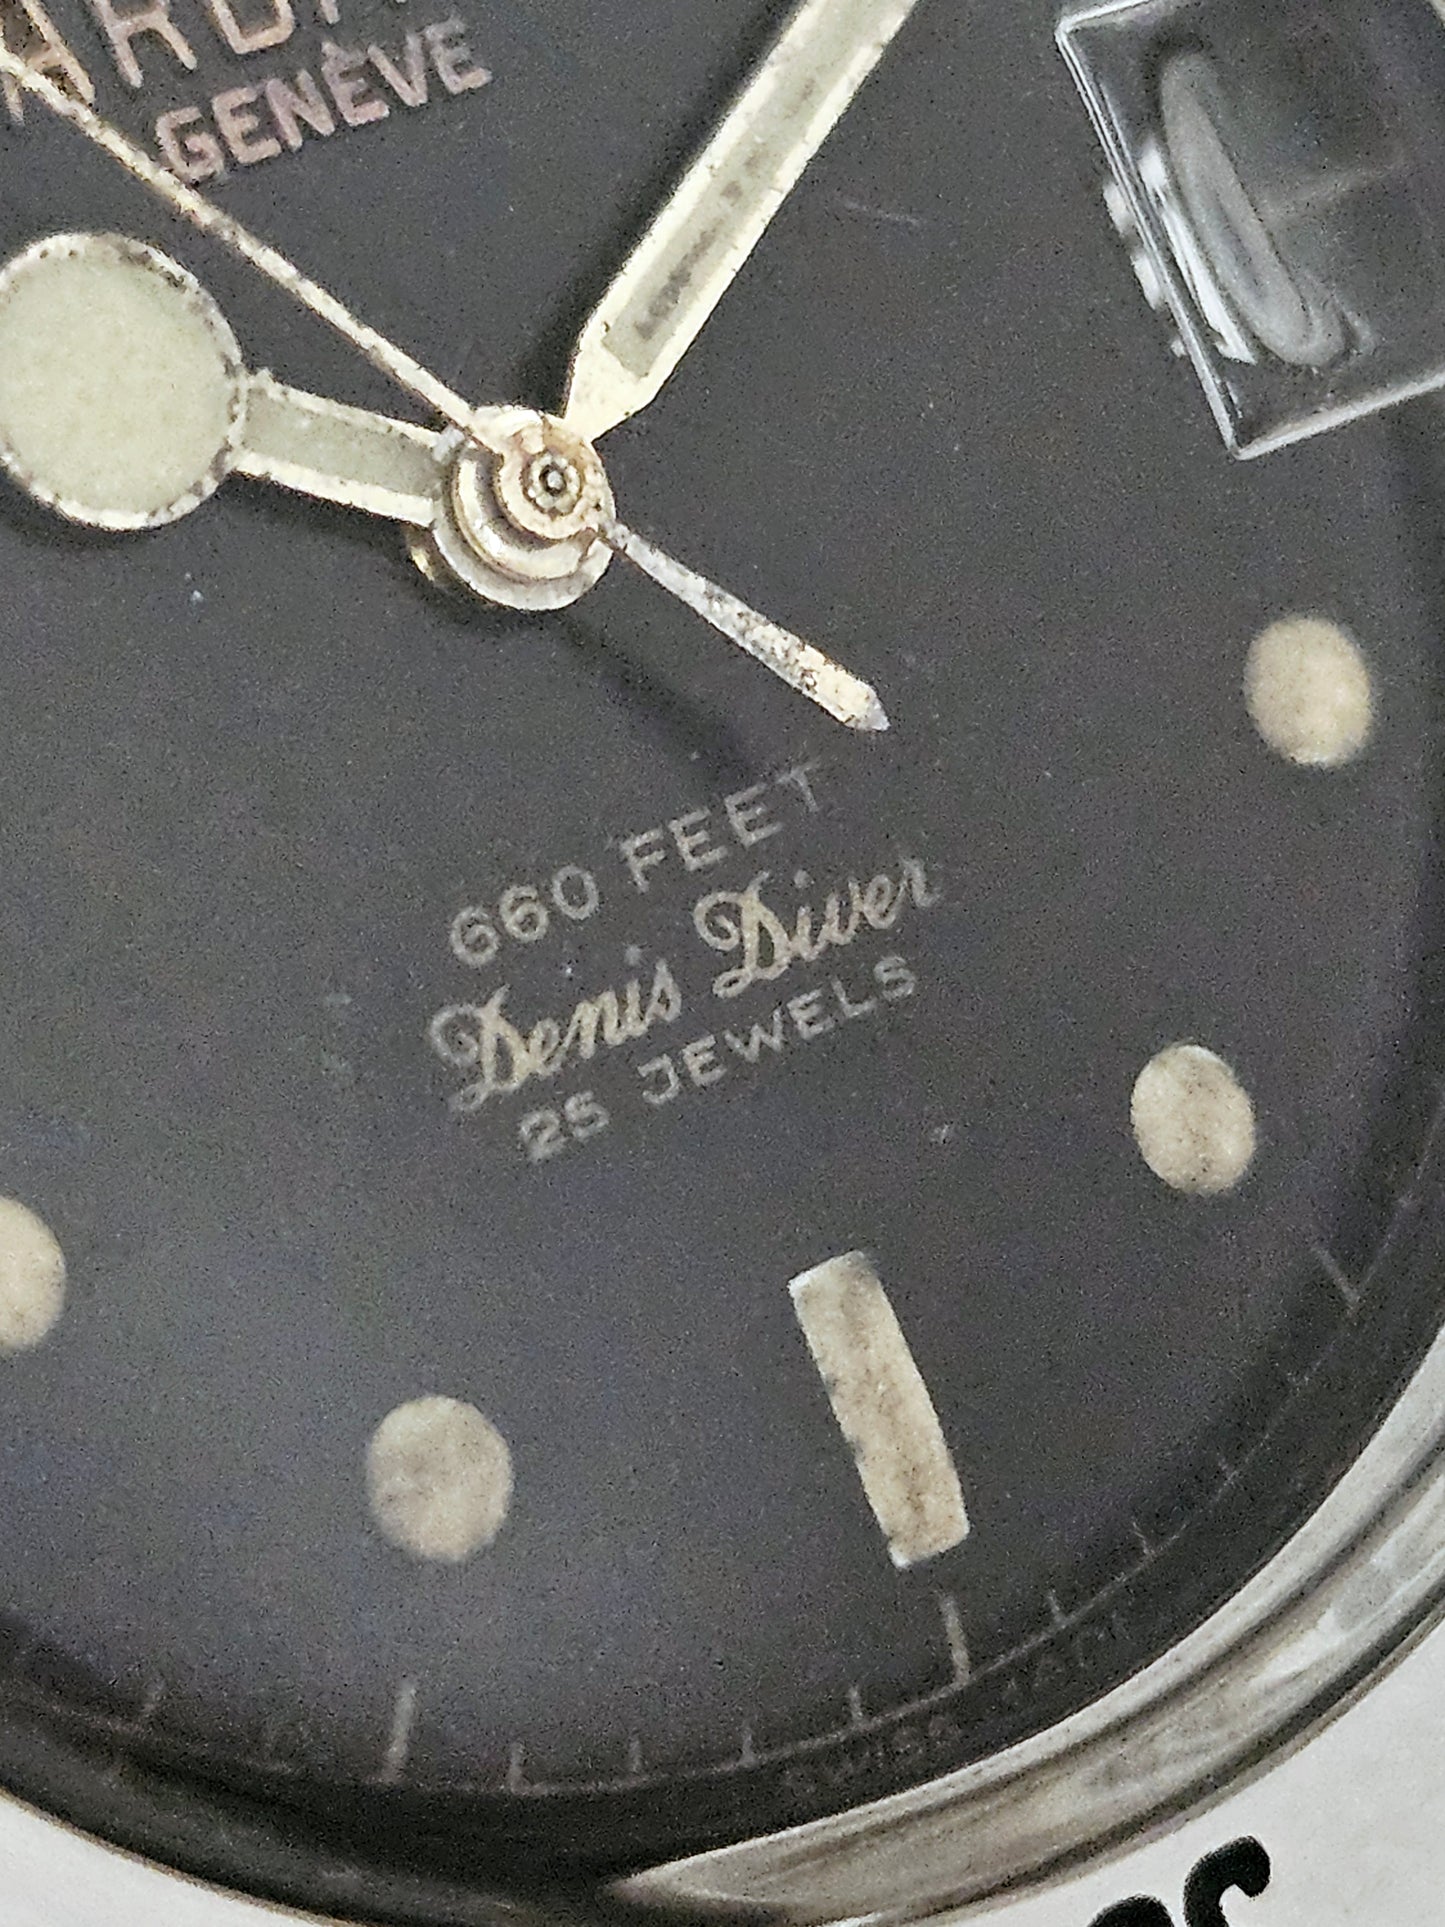 GENÈVE
660 FEET
Denis Diver
25 JEWELS